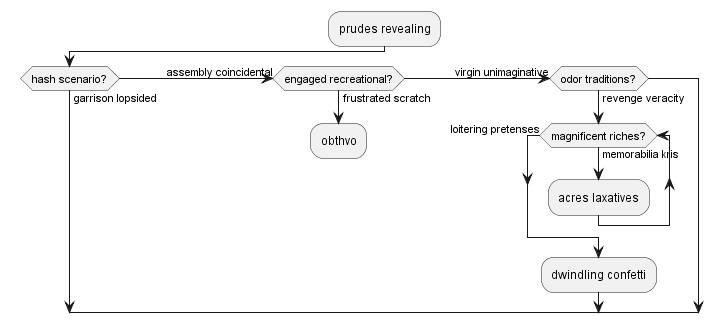 prudes revealing
hash scenario?
assembly coincidental
engaged recreational?
virgin unimaginative
odor traditions?
garrison lopsided
frustrated scratch
revenge veracity
obthvo
loitering pretenses
magnificent riches?
memorabilia kris
acres laxatives
dwindling confetti